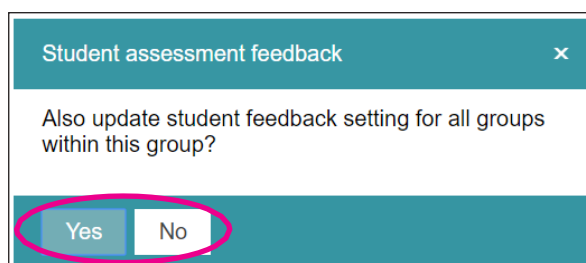 Student assessment feedback ×
Also update student feedback setting for all groups
within this group?
Yes No